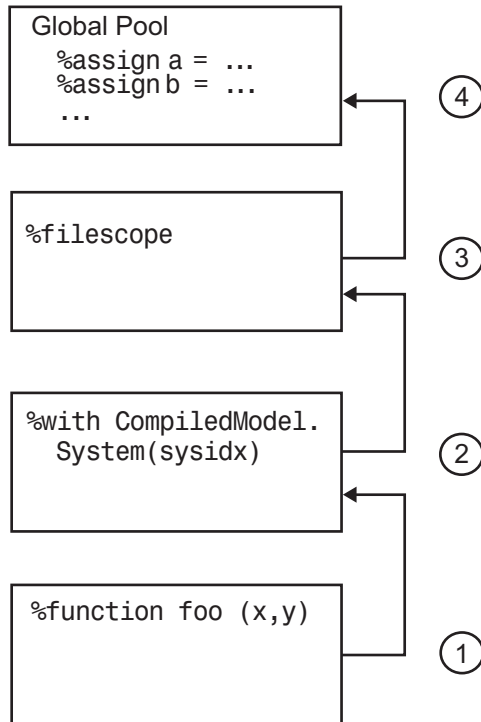 Global Pool
%assign a = ...
%assign b = ...
...
4
%filescope
3
%with CompiledModel.
System(sysidx)
2
%function foo (x,y)
1